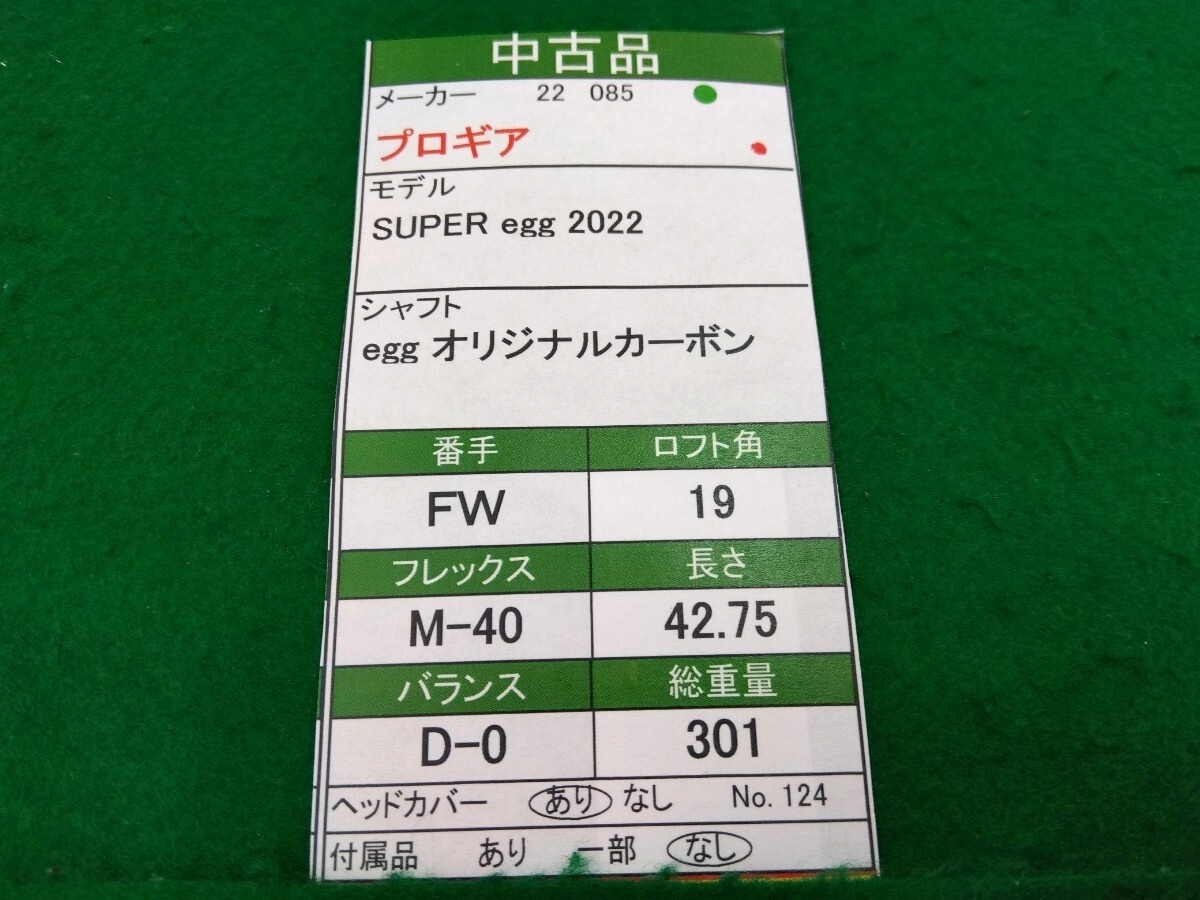 中古品
メーカー 22 085
プロギア
モデル
SUPER egg 2022
シャフト
egg オリジナルカーボン
番手 ロフト角
FW 19
フレックス 長さ
M-40 42.75
バランス 総重量
D-0 301
ヘッドカバー あり なし No. 124
付属品 あり 一部 なし